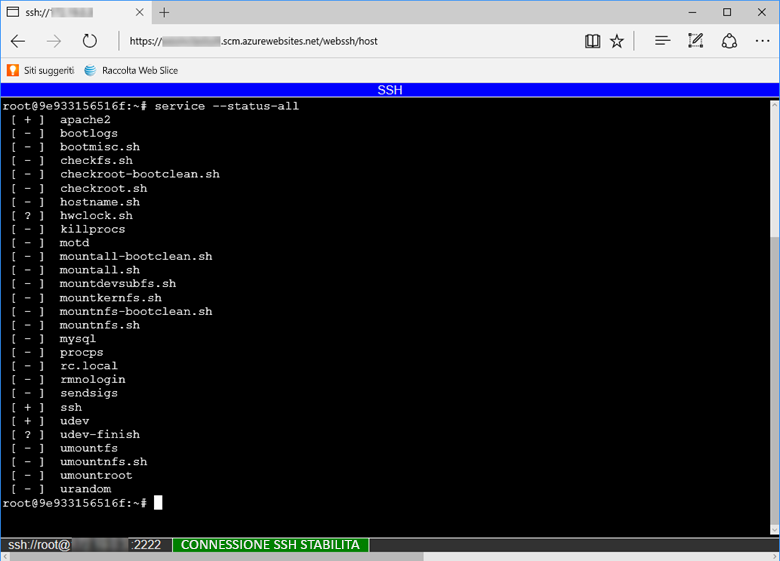 ssh://
https:// .scm.azurewebsites.net/webssh/host
Siti suggeriti Raccolta Web Slice
SSH
root@9e933156516f:~# service --status-all
[ + ] apache2
[ - ] bootlogs
[ - ] bootmisc.sh
[ - ] checkfs.sh
[ - ] checkroot-bootclean.sh
[ - ] checkroot.sh
[ - ] hostname.sh
[ ? ] hwclock.sh
[ - ] killprocs
[ - ] motd
[ - ] mountall-bootclean.sh
[ - ] mountall.sh
[ - ] mountdevsubfs.sh
[ - ] mountkernfs.sh
[ - ] mountnfs-bootclean.sh
[ - ] mountnfs.sh
[ - ] mysql
[ - ] procps
[ - ] rc.local
[ - ] rmnologin
[ - ] sendsigs
[ + ] ssh
[ + ] udev
[ ? ] udev-finish
[ - ] umountfs
[ - ] umountnfs.sh
[ - ] umountroot
[ - ] urandom
root@9e933156516f:~#
ssh://root@ :2222 CONNESSIONE SSH STABILITA